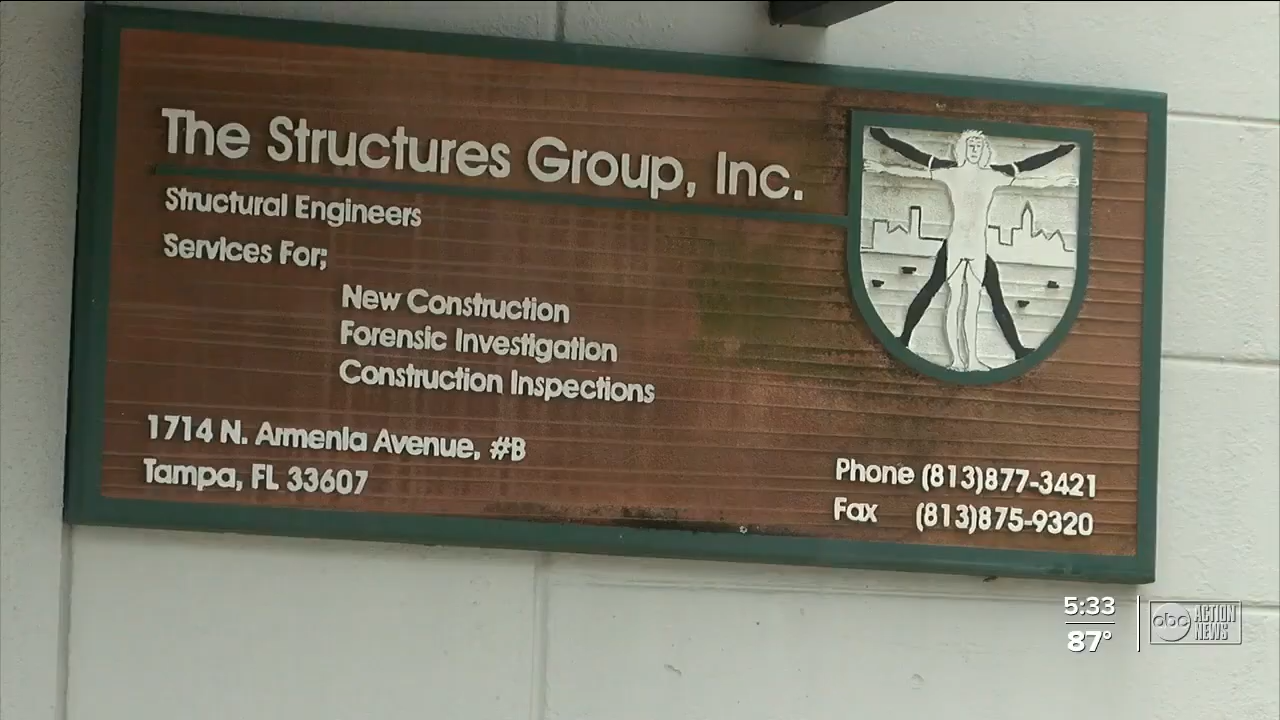 The Structures Group, Inc.
Structural Engineers
Services For;
New Construction
Forensic Investigation
Construction Inspections
1714 N. Armenia Avenue, #B
Tampa, FL 33607
Phone (813)877-3421
Fax (813)875-9320
5:33
87°
abc ACTION NEWS